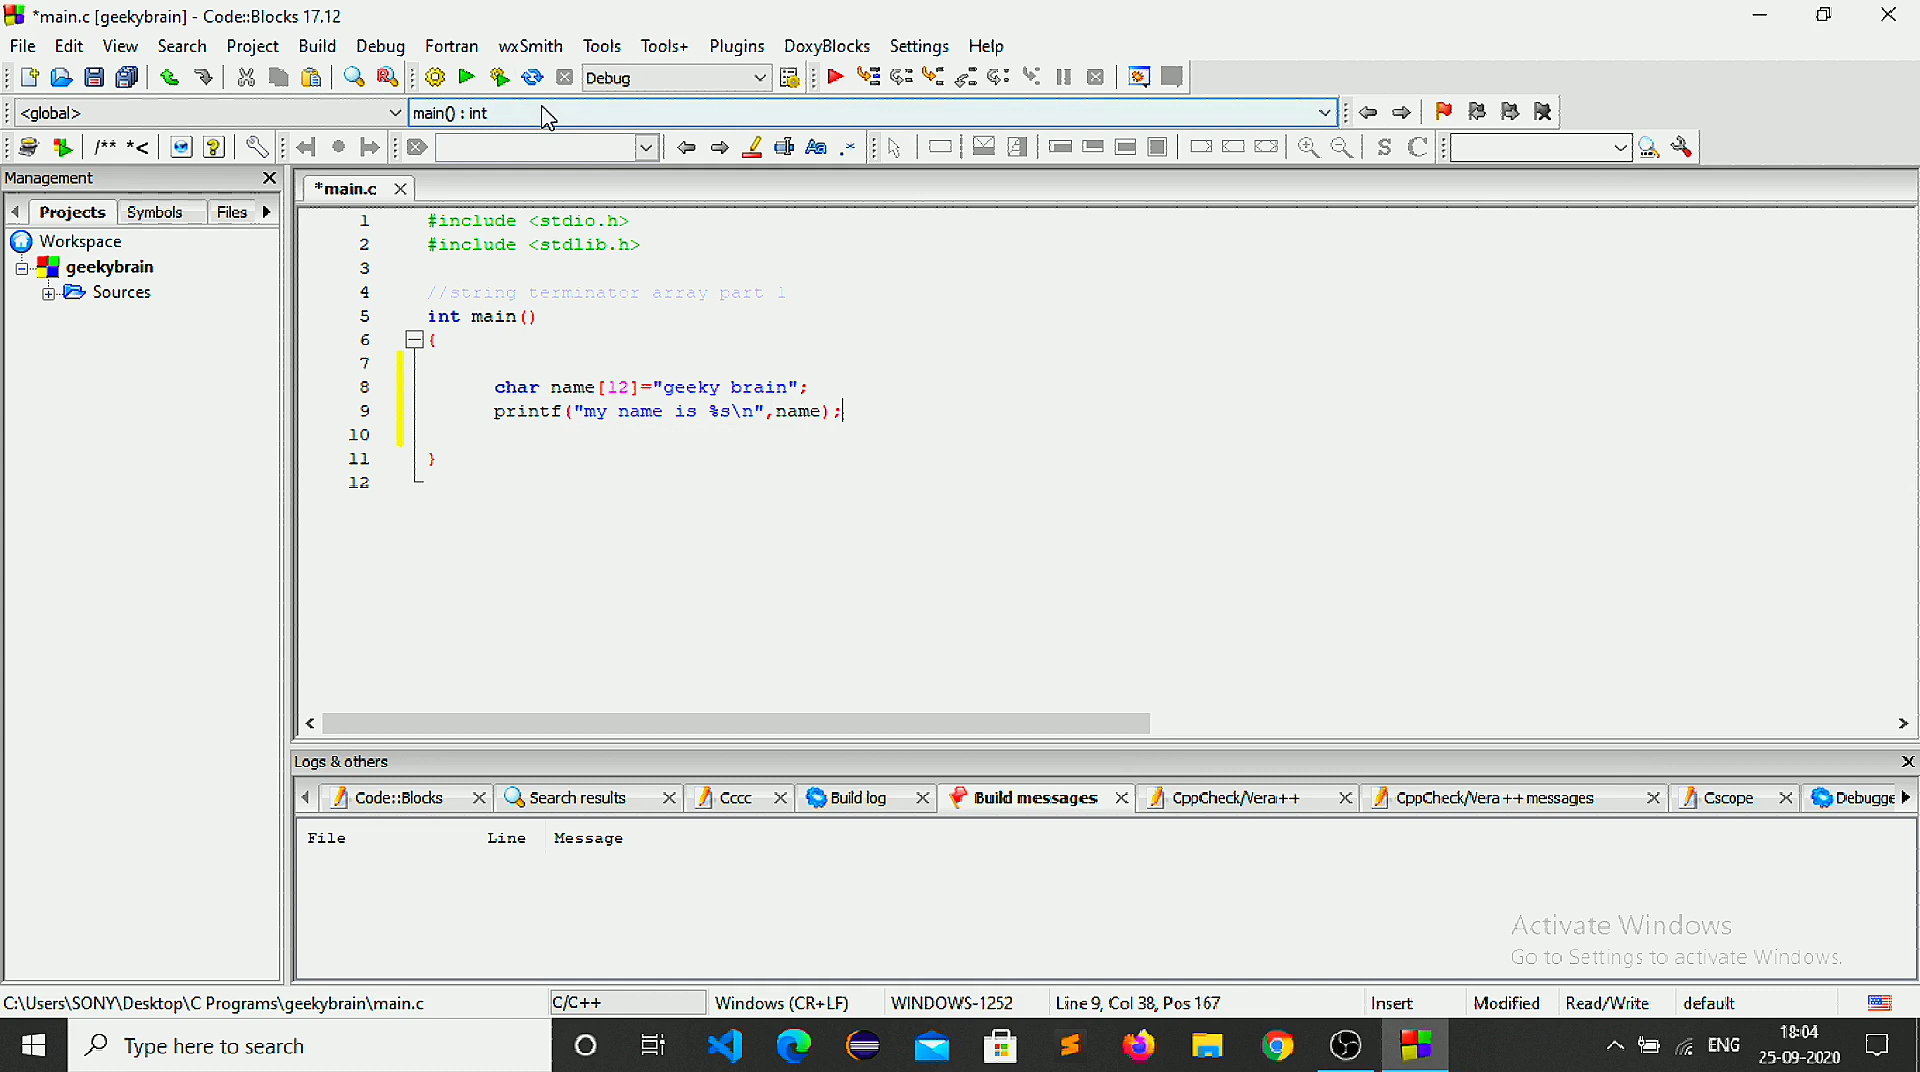 *main.c [geekybrain] - Code::Blocks 17.12
File Edit View Search Project Build Debug Fortran wxSmith Tools Tools+ Plugins DoxyBlocks Settings Help
Debug
<global> main() : int
/** *<
Management
*main.c
Projects Symbols Files
Workspace
geekybrain
Sources
1 #include <stdio.h>
2 #include <stdlib.h>
3
4 //string terminator array part 1
5 int main()
6 {
7
8 char name[12]="geeky brain";
9 printf("my name is %s\n",name);
10
11 }
12
Logs & others
Code::Blocks Search results Cccc Build log Build messages CppCheck/Vera++ CppCheck/Vera++ messages Cscope Debugge
File Line Message
Activate Windows
Go to Settings to activate Windows.
C:\Users\SONY\Desktop\C Programs\geekybrain\main.c C/C++ Windows (CR+LF) WINDOWS-1252 Line 9, Col 38, Pos 167 Insert Modified Read/Write default
Type here to search
ENG
18:04
25-09-2020